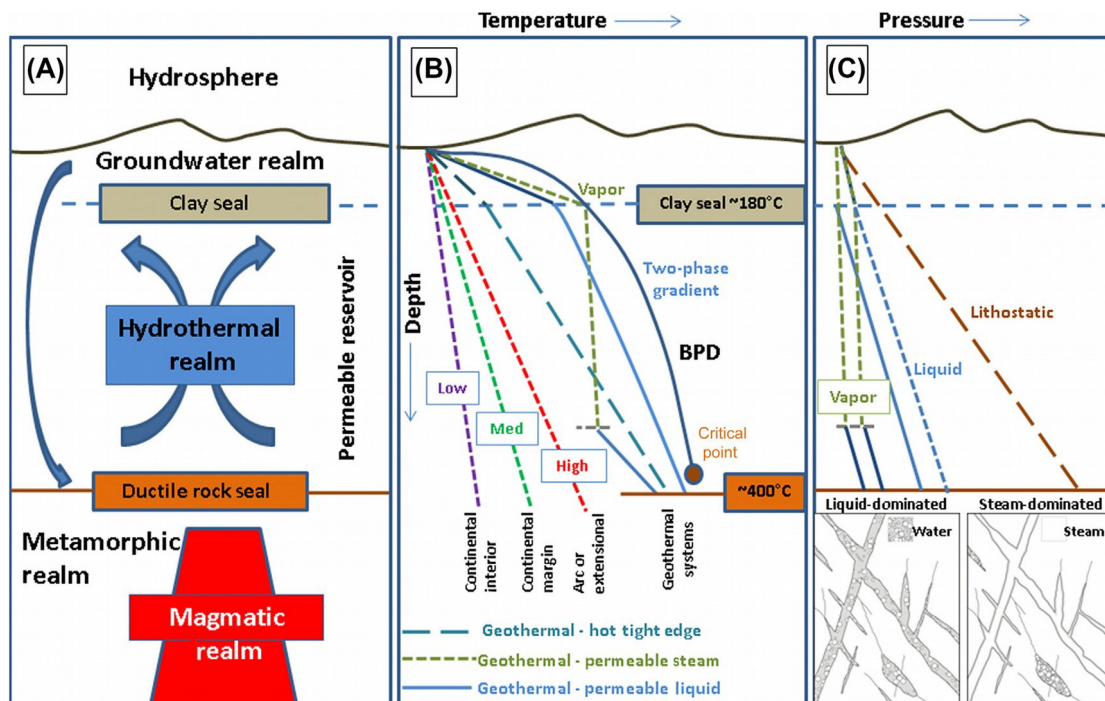 Temperature
Pressure
(A)
Hydrosphere
Groundwater realm
Clay seal
Hydrothermal
realm
Permeable reservoir
Ductile rock seal
Metamorphic
realm
Magmatic
realm
(B)
Vapor
Clay seal ~180°C
Two-phase
gradient
Depth
BPD
Low
Med
High
Critical
point
~400°C
Continental
interior
Continental
margin
Arc or
extensional
Geothermal
systems
Geothermal - hot tight edge
Geothermal - permeable steam
Geothermal - permeable liquid
(C)
Lithostatic
Liquid
Vapor
Liquid-dominated
Water
Steam-dominated
Steam